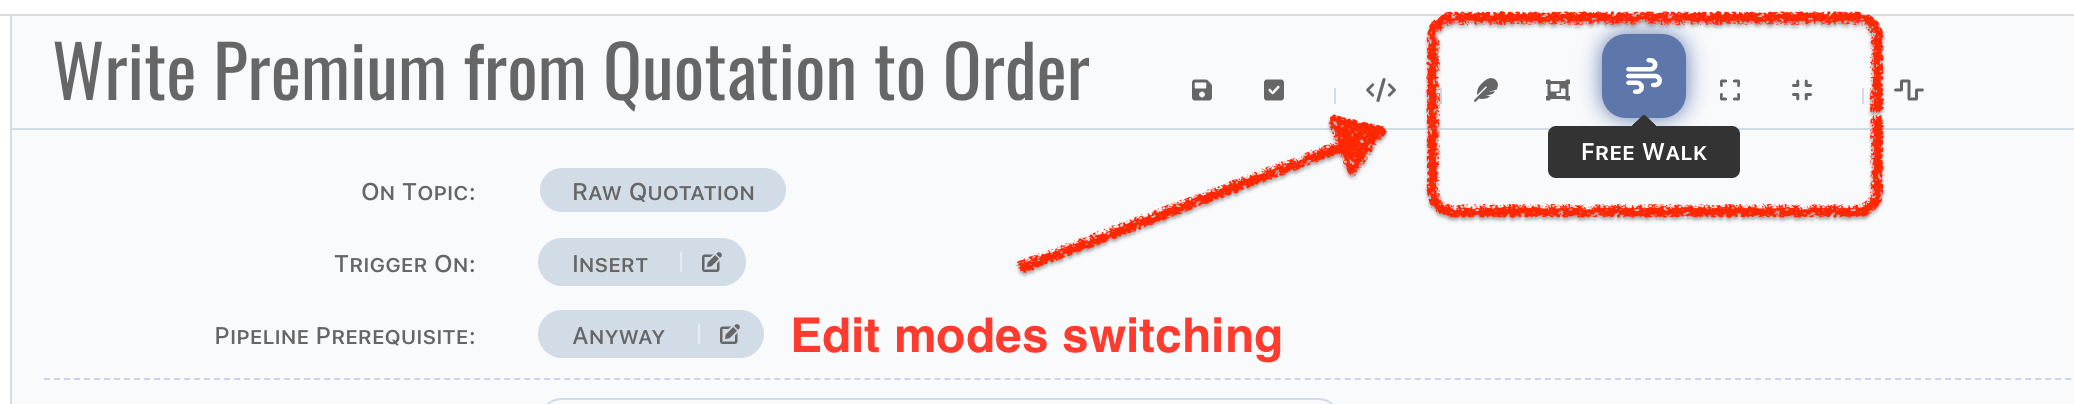 Write Premium from Quotation to Order
Free Walk
On Topic: Raw Quotation
Trigger On: Insert
Pipeline Prerequisite: Anyway
Edit modes switching